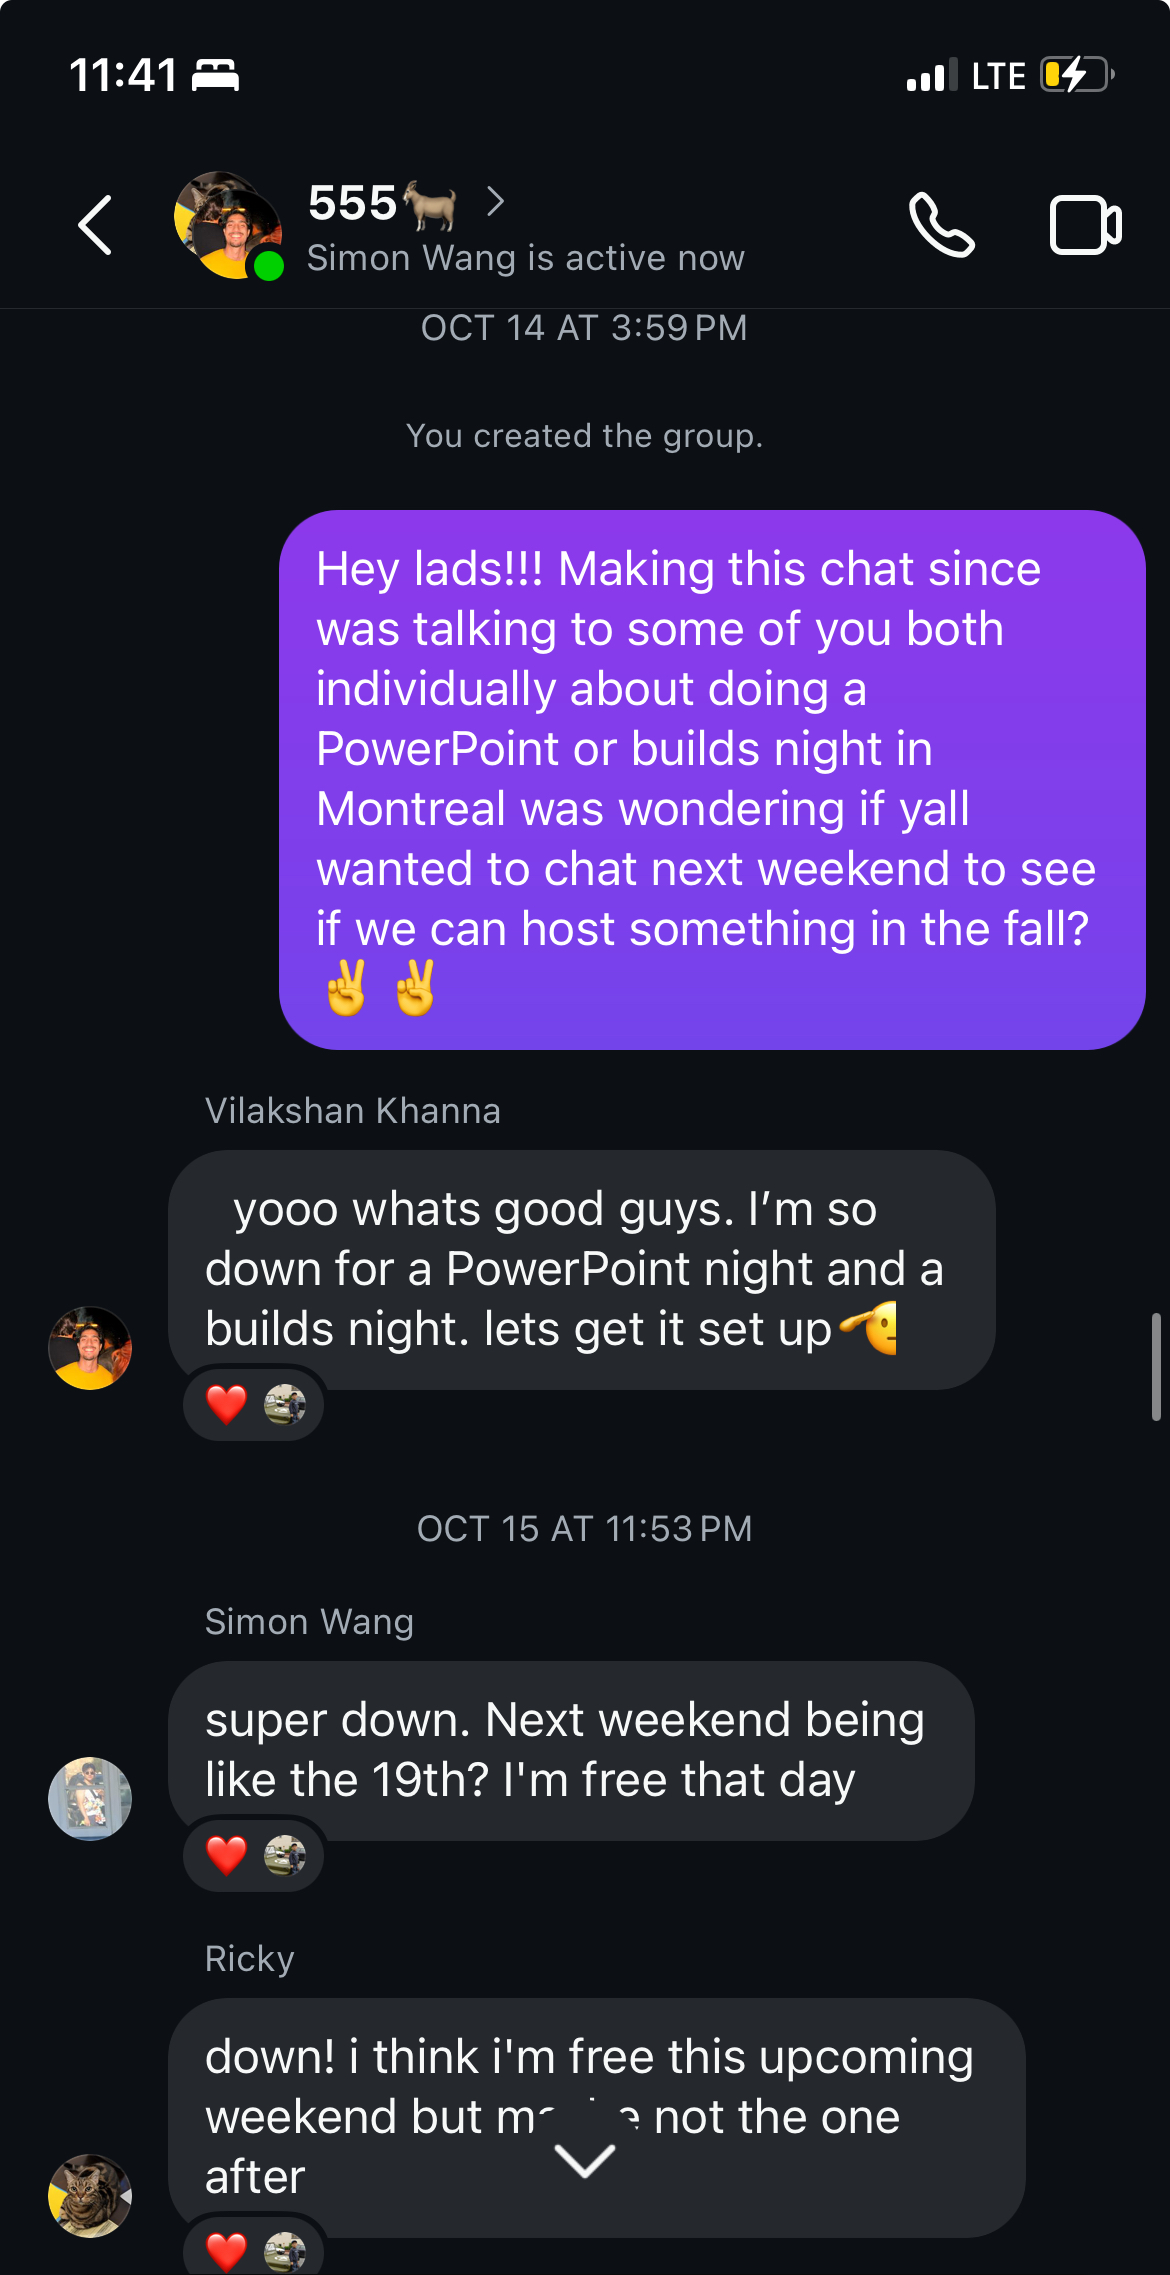 11:41
LTE
555🐐
Simon Wang is active now
OCT 14 AT 3:59 PM
You created the group.
Hey lads!!! Making this chat since
was talking to some of you both
individually about doing a
PowerPoint or builds night in
Montreal was wondering if yall
wanted to chat next weekend to see
if we can host something in the fall?
✌️ ✌️
Vilakshan Khanna
yooo whats good guys. I’m so
down for a PowerPoint night and a
builds night. lets get it set up🫡
❤️
OCT 15 AT 11:53 PM
Simon Wang
super down. Next weekend being
like the 19th? I'm free that day
❤️
Ricky
down! i think i'm free this upcoming
weekend but not the one
after
❤️